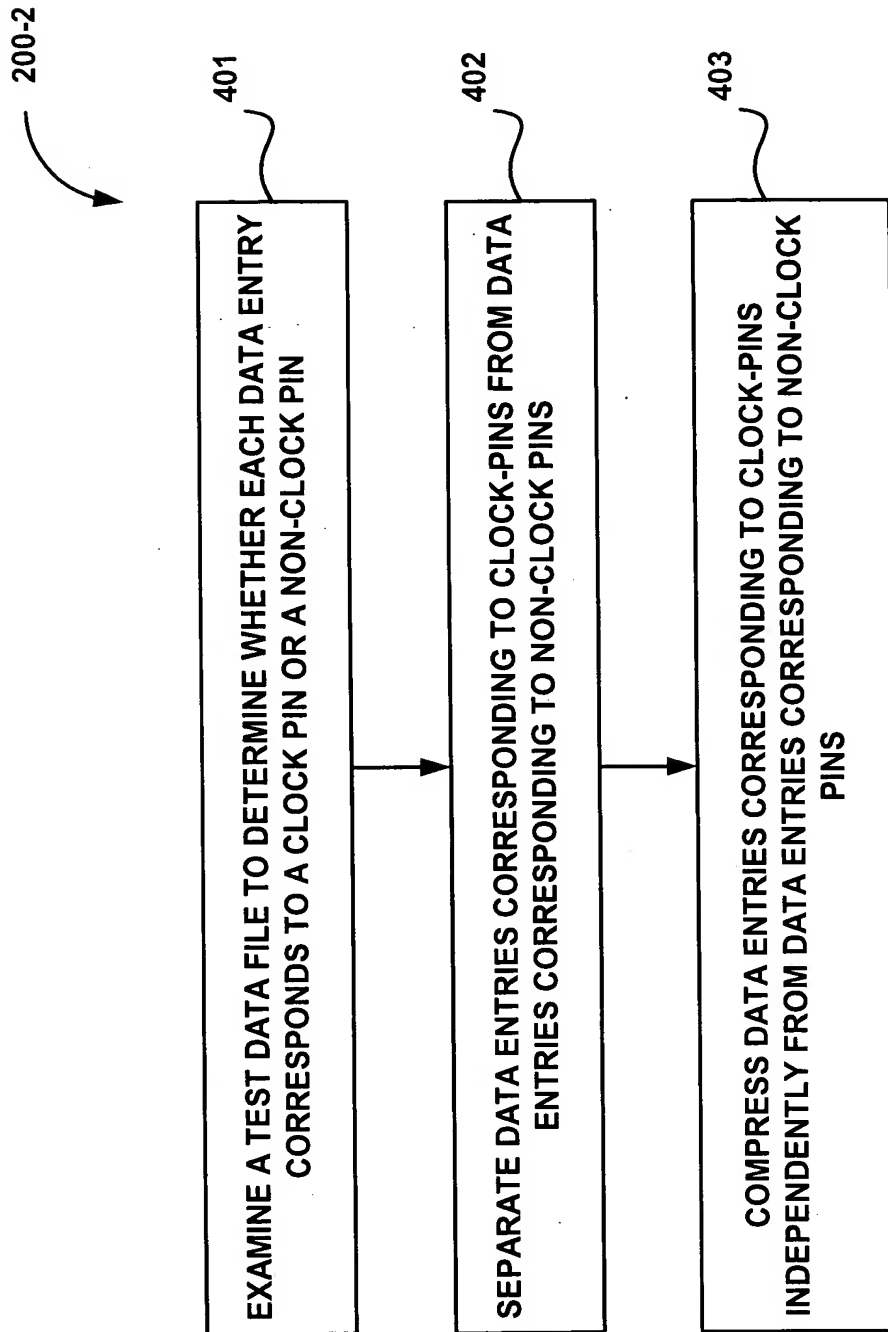 200-2
401
EXAMINE A TEST DATA FILE TO DETERMINE WHETHER EACH DATA ENTRY
CORRESPONDS TO A CLOCK PIN OR A NON-CLOCK PIN
402
SEPARATE DATA ENTRIES CORRESPONDING TO CLOCK-PINS FROM DATA
ENTRIES CORRESPONDING TO NON-CLOCK PINS
403
COMPRESS DATA ENTRIES CORRESPONDING TO CLOCK-PINS
INDEPENDENTLY FROM DATA ENTRIES CORRESPONDING TO NON-CLOCK
PINS